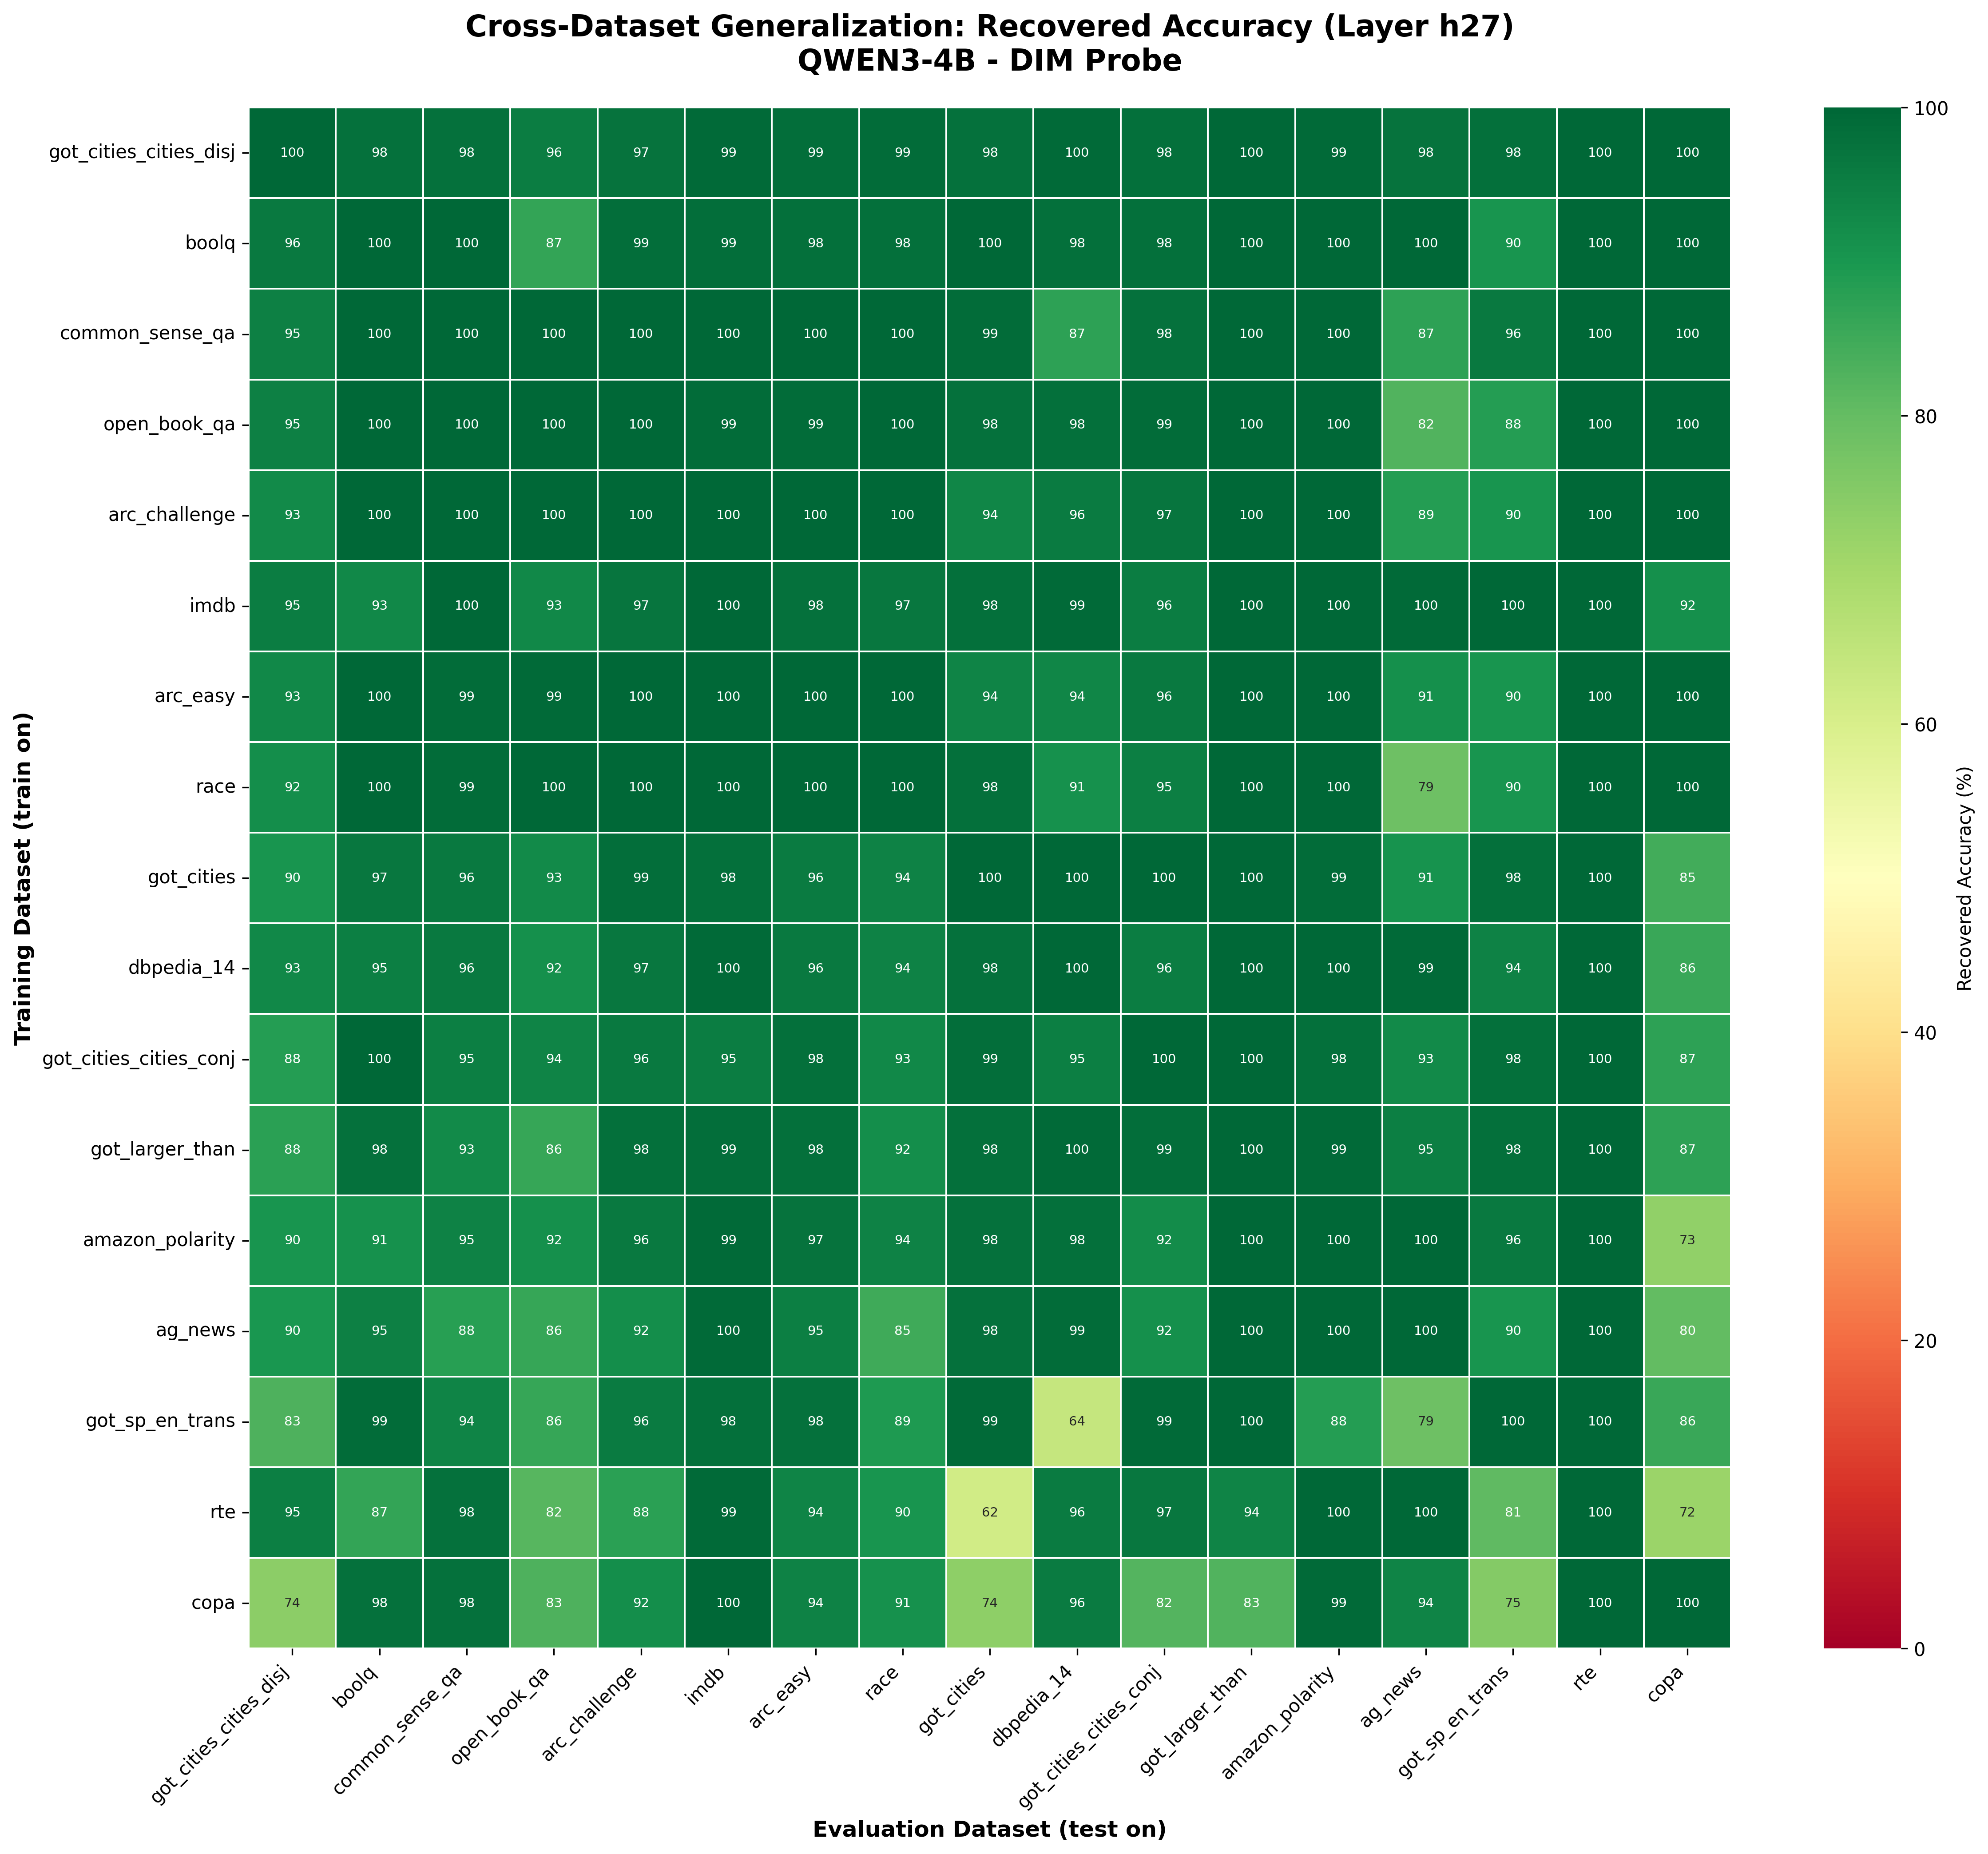 Cross-Dataset Generalization: Recovered Accuracy (Layer h27)
QWEN3-4B - DIM Probe
Training Dataset (train on)
got_cities_cities_disj 100 98 98 96 97 99 99 99 98 100 98 100 99 98 98 100 100
boolq 96 100 100 87 99 99 98 98 100 98 98 100 100 100 90 100 100
common_sense_qa 95 100 100 100 100 100 100 100 99 87 98 100 100 87 96 100 100
open_book_qa 95 100 100 100 100 99 99 100 98 98 99 100 100 82 88 100 100
arc_challenge 93 100 100 100 100 100 100 100 94 96 97 100 100 89 90 100 100
imdb 95 93 100 93 97 100 98 97 98 99 96 100 100 100 100 100 92
arc_easy 93 100 99 99 100 100 100 100 94 94 96 100 100 91 90 100 100
race 92 100 99 100 100 100 100 100 98 91 95 100 100 79 90 100 100
got_cities 90 97 96 93 99 98 96 94 100 100 100 100 99 91 98 100 85
dbpedia_14 93 95 96 92 97 100 96 94 98 100 96 100 100 99 94 100 86
got_cities_cities_conj 88 100 95 94 96 95 98 93 99 95 100 100 98 93 98 100 87
got_larger_than 88 98 93 86 98 99 98 92 98 100 99 100 99 95 98 100 87
amazon_polarity 90 91 95 92 96 99 97 94 98 98 92 100 100 100 96 100 73
ag_news 90 95 88 86 92 100 95 85 98 99 92 100 100 100 90 100 80
got_sp_en_trans 83 99 94 86 96 98 98 89 99 64 99 100 88 79 100 100 86
rte 95 87 98 82 88 99 94 90 62 96 97 94 100 100 81 100 72
copa 74 98 98 83 92 100 94 91 74 96 82 83 99 94 75 100 100
got_cities_cities_disj boolq common_sense_qa open_book_qa arc_challenge imdb arc_easy race got_cities dbpedia_14 got_cities_cities_conj got_larger_than amazon_polarity ag_news got_sp_en_trans rte copa
Evaluation Dataset (test on)
100
80
60
40
20
0
Recovered Accuracy (%)